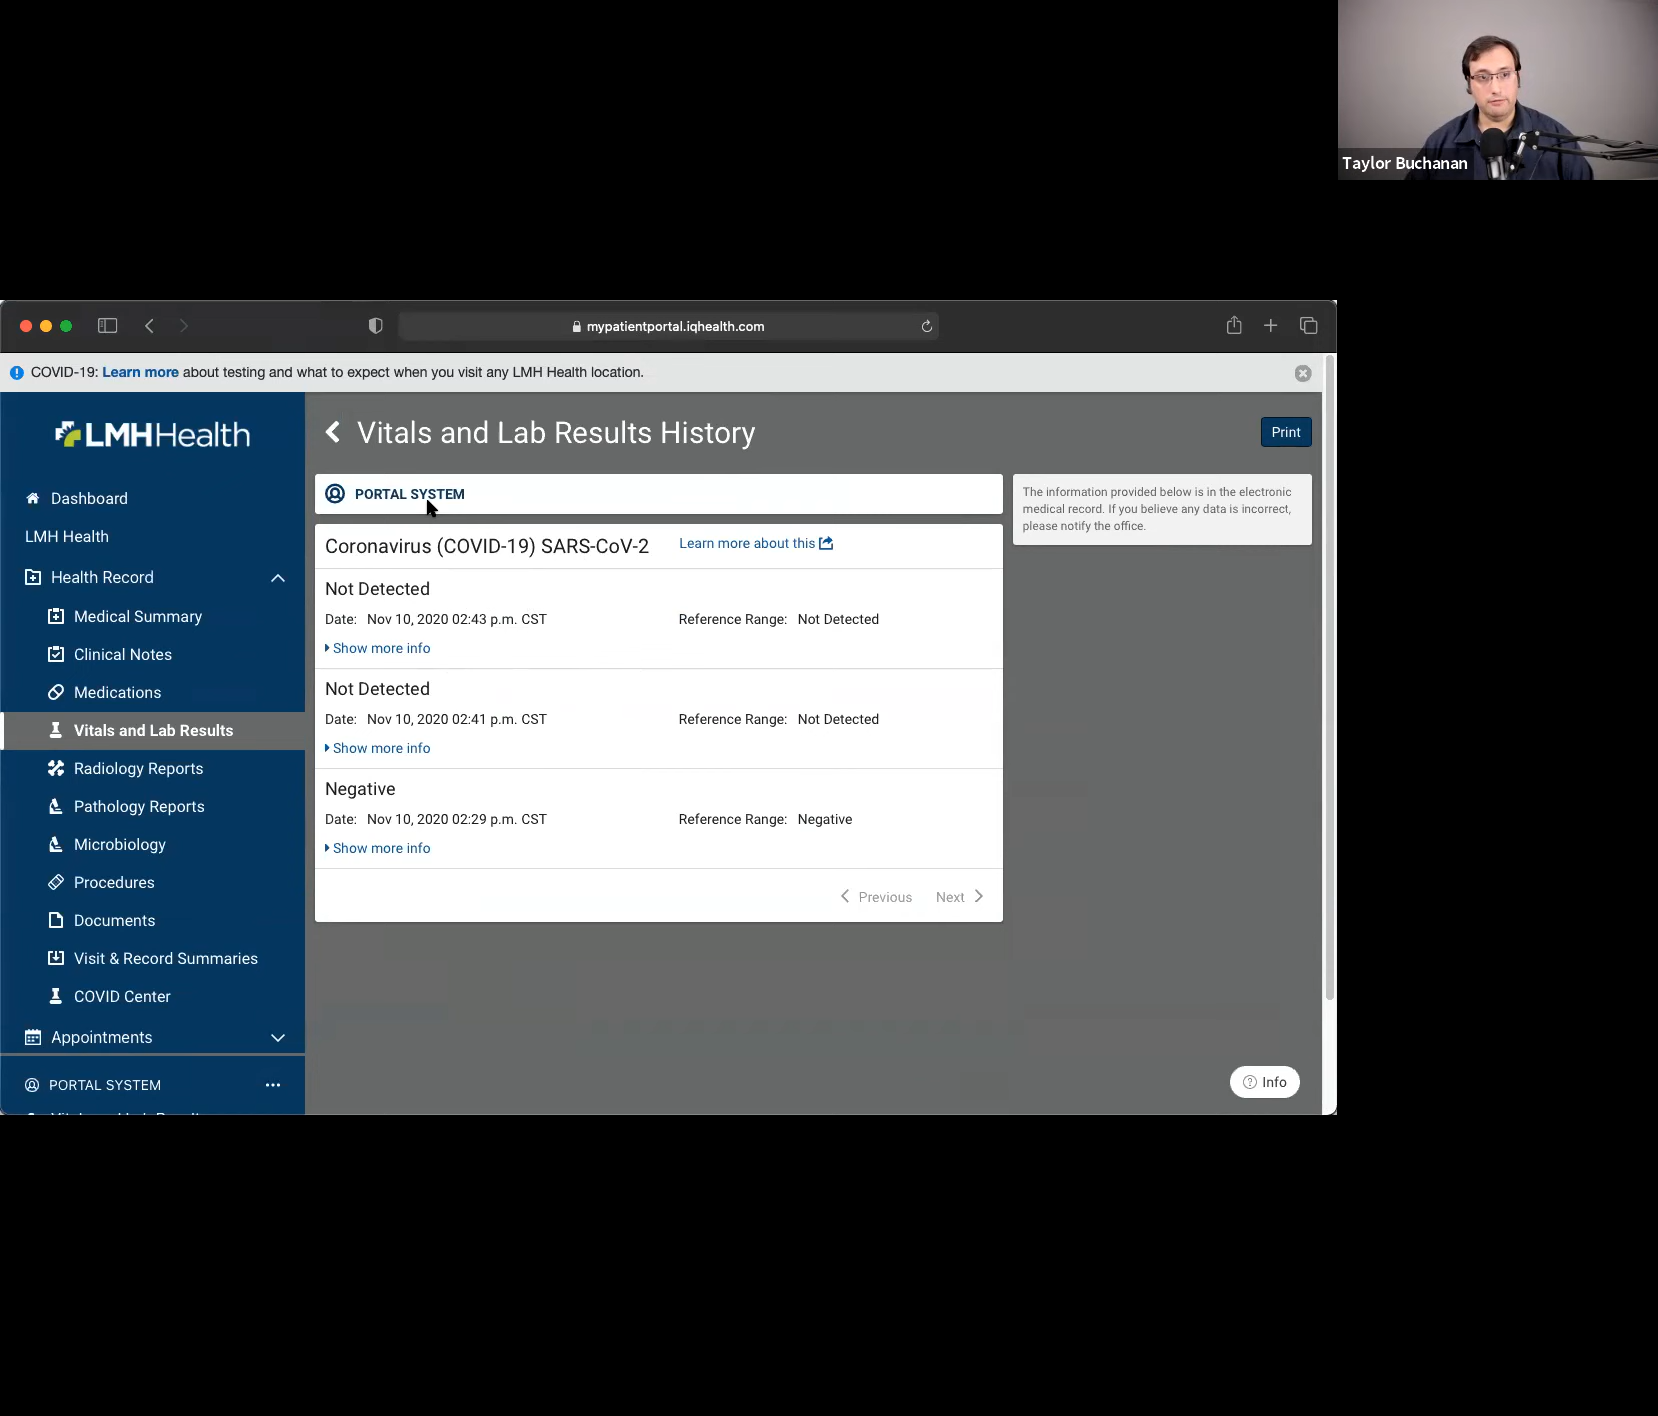 Taylor Buchanan
mypatientportal.iqhealth.com
COVID-19: Learn more about testing and what to expect when you visit any LMH Health location.
LMHHealth
Vitals and Lab Results History
Print
Dashboard
LMH Health
Health Record
Medical Summary
Clinical Notes
Medications
Vitals and Lab Results
Radiology Reports
Pathology Reports
Microbiology
Procedures
Documents
Visit & Record Summaries
COVID Center
Appointments
PORTAL SYSTEM
PORTAL SYSTEM
Coronavirus (COVID-19) SARS-CoV-2 Learn more about this
Not Detected
Date: Nov 10, 2020 02:43 p.m. CST Reference Range: Not Detected
Show more info
Not Detected
Date: Nov 10, 2020 02:41 p.m. CST Reference Range: Not Detected
Show more info
Negative
Date: Nov 10, 2020 02:29 p.m. CST Reference Range: Negative
Show more info
Previous Next
The information provided below is in the electronic
medical record. If you believe any data is incorrect,
please notify the office.
Info